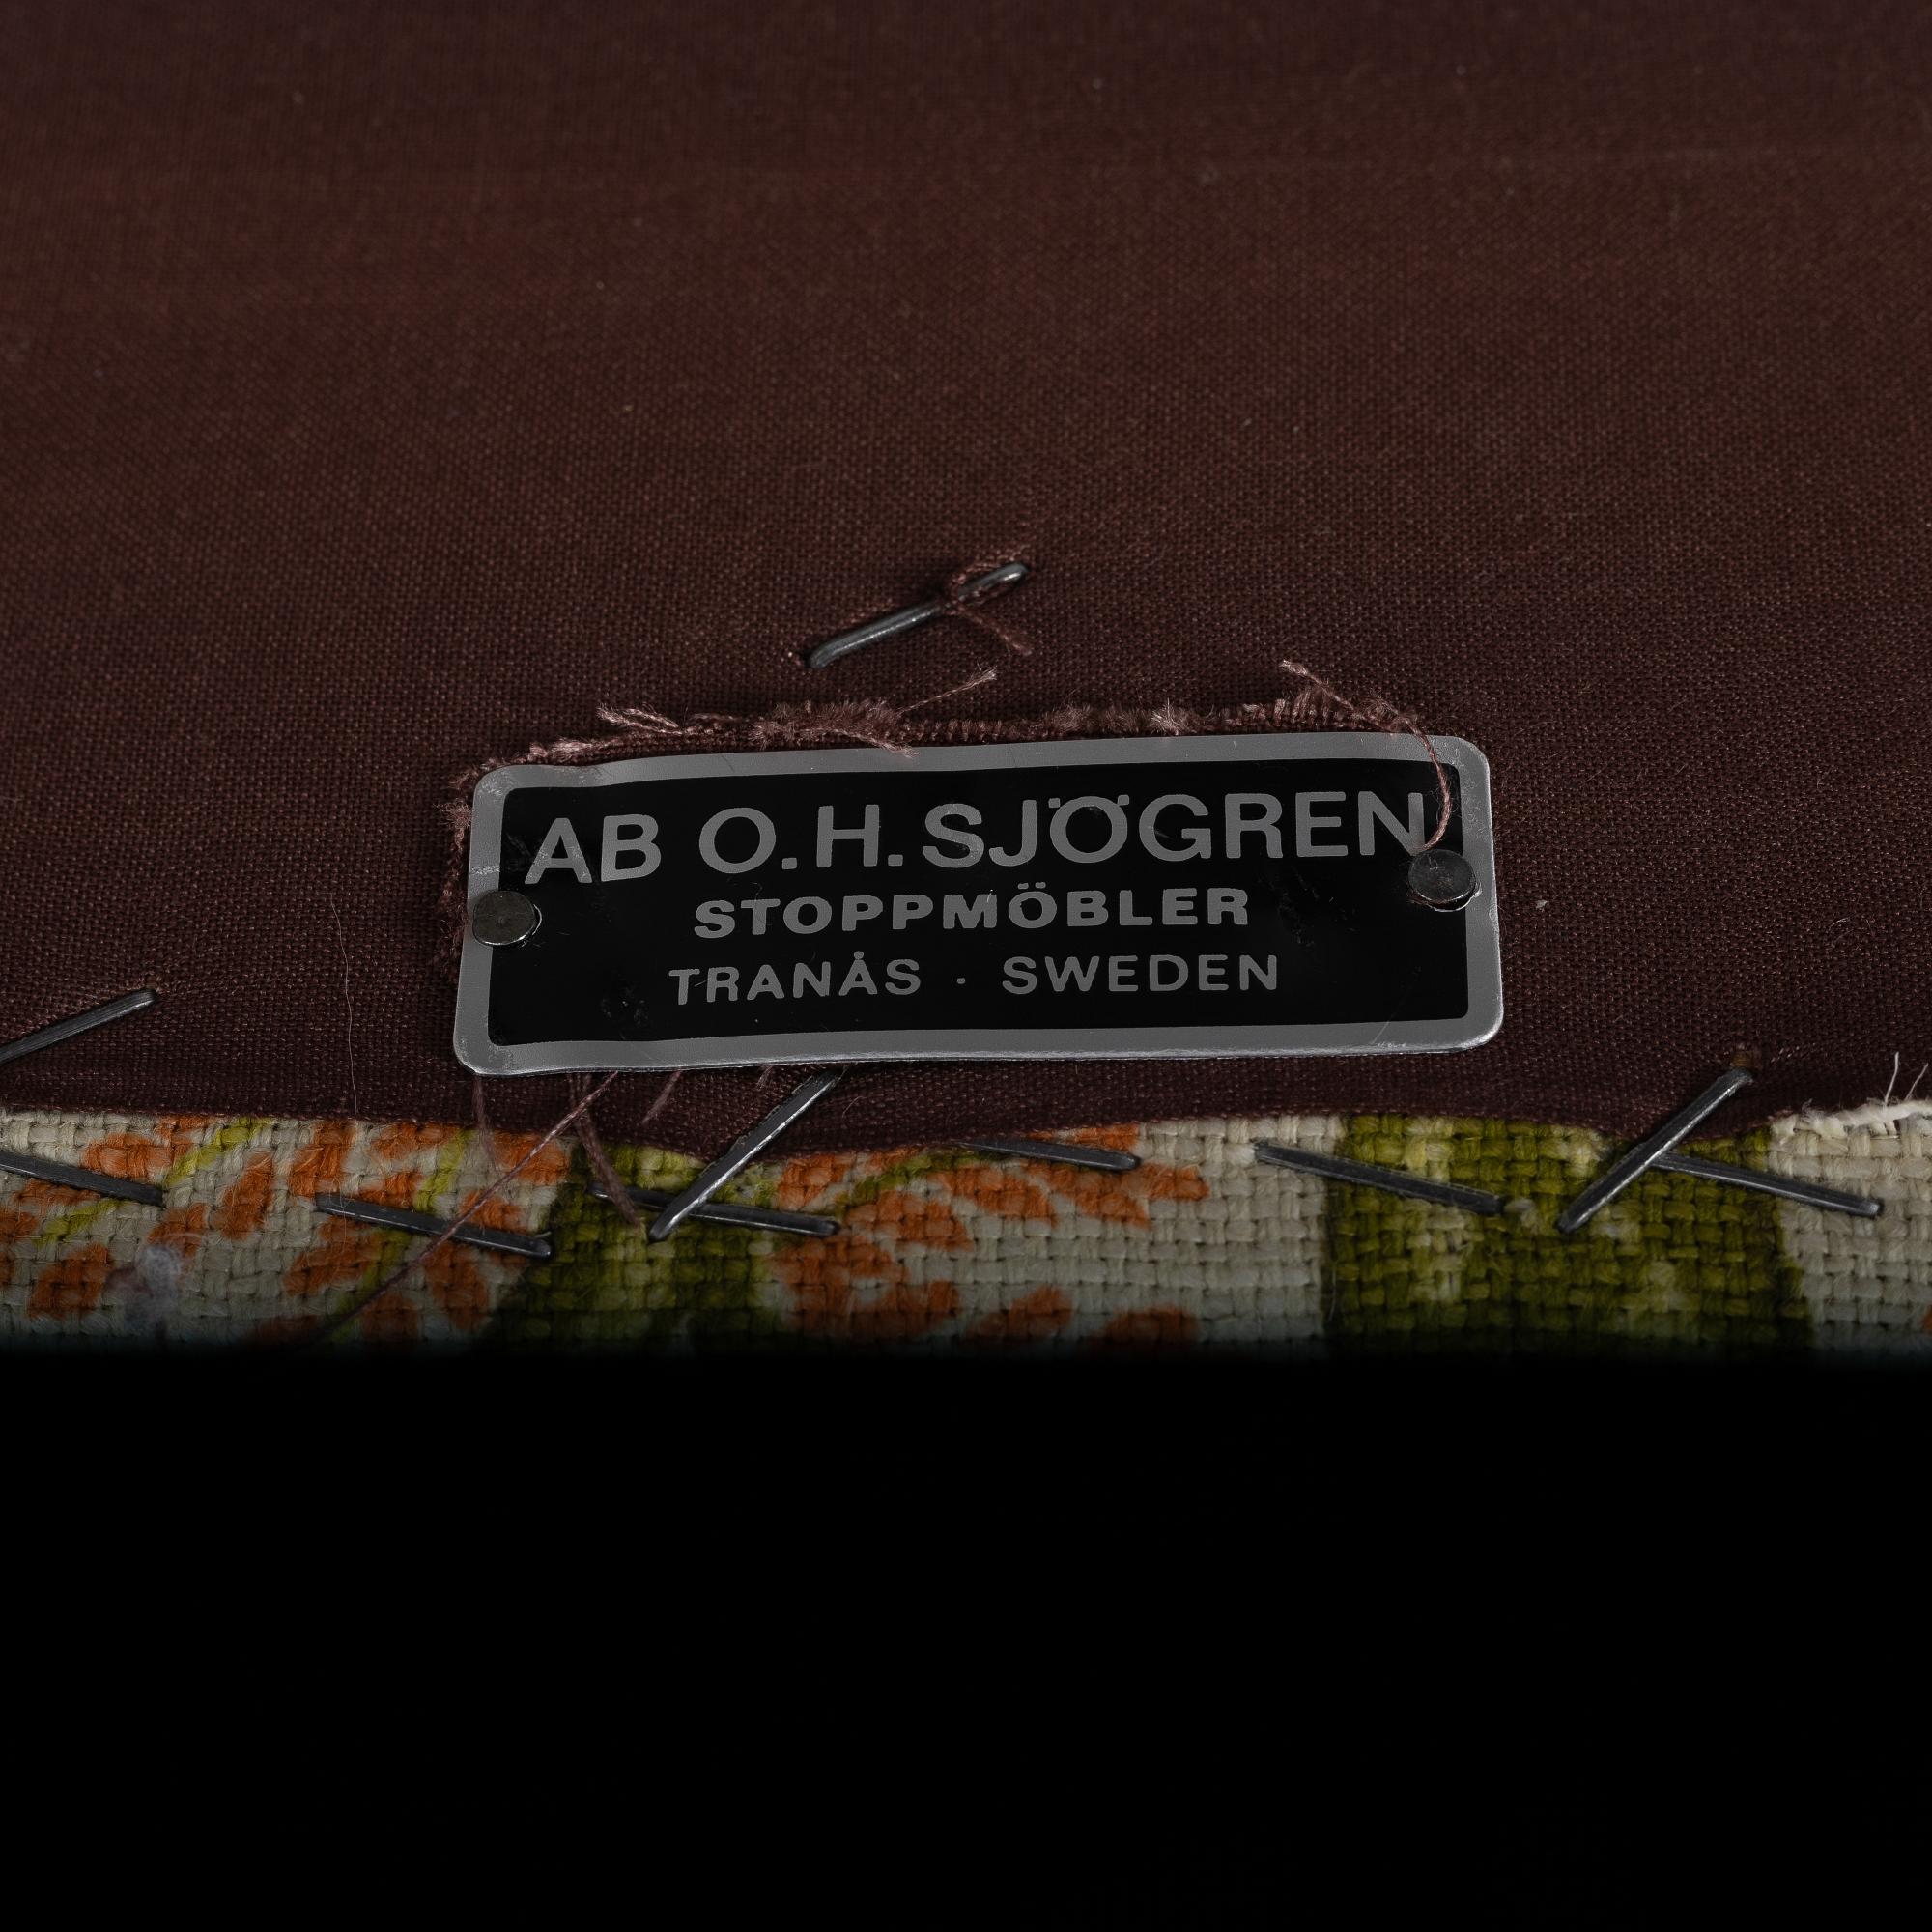 AB O.H. SJÖGREN
STOPPMÖBLER
TRANÅS · SWEDEN